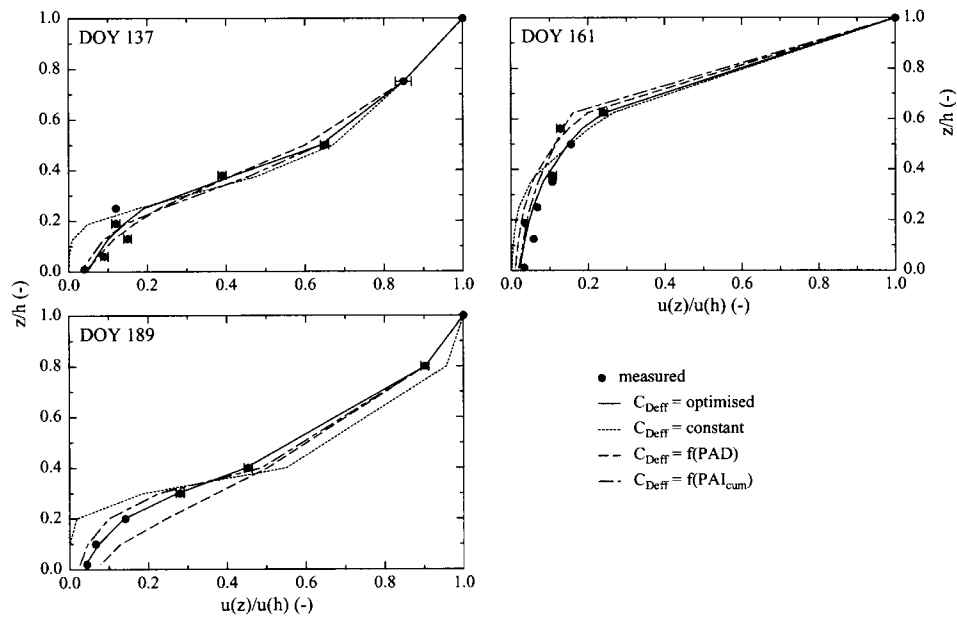 DOY 137
1.0
0.8
0.6
0.4
0.2
0.0
0.0 0.2 0.4 0.6 0.8 1.0
z/h (-)
DOY 161
1.0
0.8
0.6
0.4
0.2
0.0
z/h (-)
0.0 0.2 0.4 0.6 0.8 1.0
u(z)/u(h) (-)
DOY 189
1.0
0.8
0.6
0.4
0.2
0.0
0.0 0.2 0.4 0.6 0.8 1.0
u(z)/u(h) (-)
measured
C_Deff = optimised
C_Deff = constant
C_Deff = f(PAD)
C_Deff = f(PAI_cum)